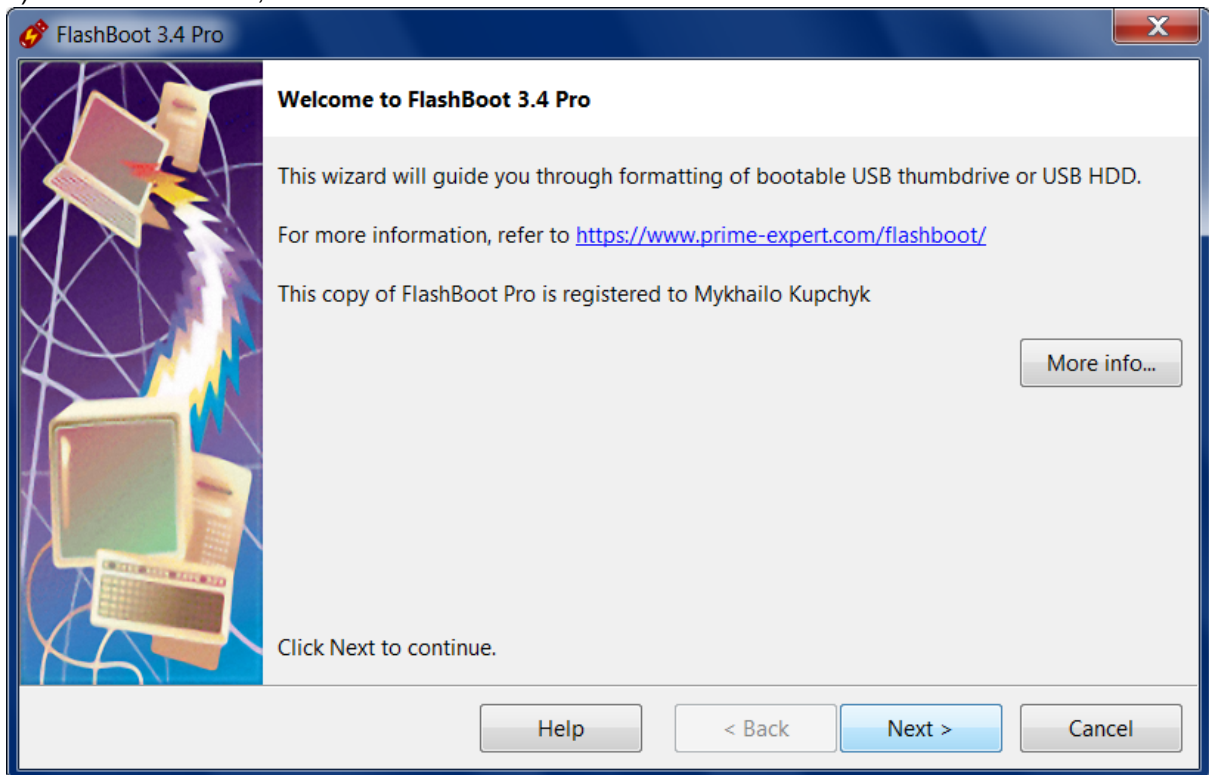 FlashBoot 3.4 Pro
X
Welcome to FlashBoot 3.4 Pro
This wizard will guide you through formatting of bootable USB thumbdrive or USB HDD.
For more information, refer to https://www.prime-expert.com/flashboot/
This copy of FlashBoot Pro is registered to Mykhailo Kupchyk
More info...
Click Next to continue.
Help < Back Next > Cancel